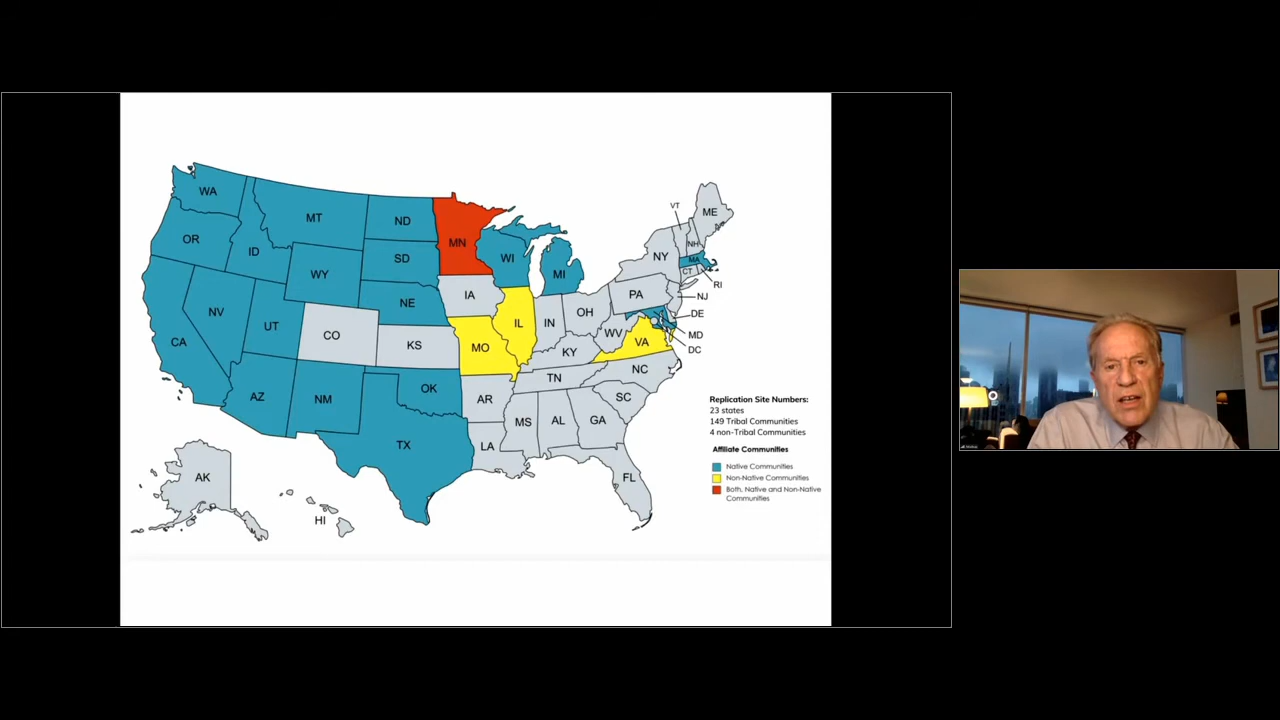 WA
MT
ND
MN
OR
ID
SD
WI
MI
WY
NE
IA
NV
UT
CO
KS
CA
AZ
NM
OK
TX
MO
IL
IN
OH
KY
TN
AR
LA
MS
AL
GA
SC
NC
VA
WV
PA
NY
VT
NH
ME
MA
CT
RI
NJ
DE
MD
DC
FL
AK
HI
Replication Site Numbers:
23 states
149 Tribal Communities
4 non-Tribal Communities
Affiliate Communities
Native Communities
Non-Native Communities
Both, Native and Non-Native
Communities